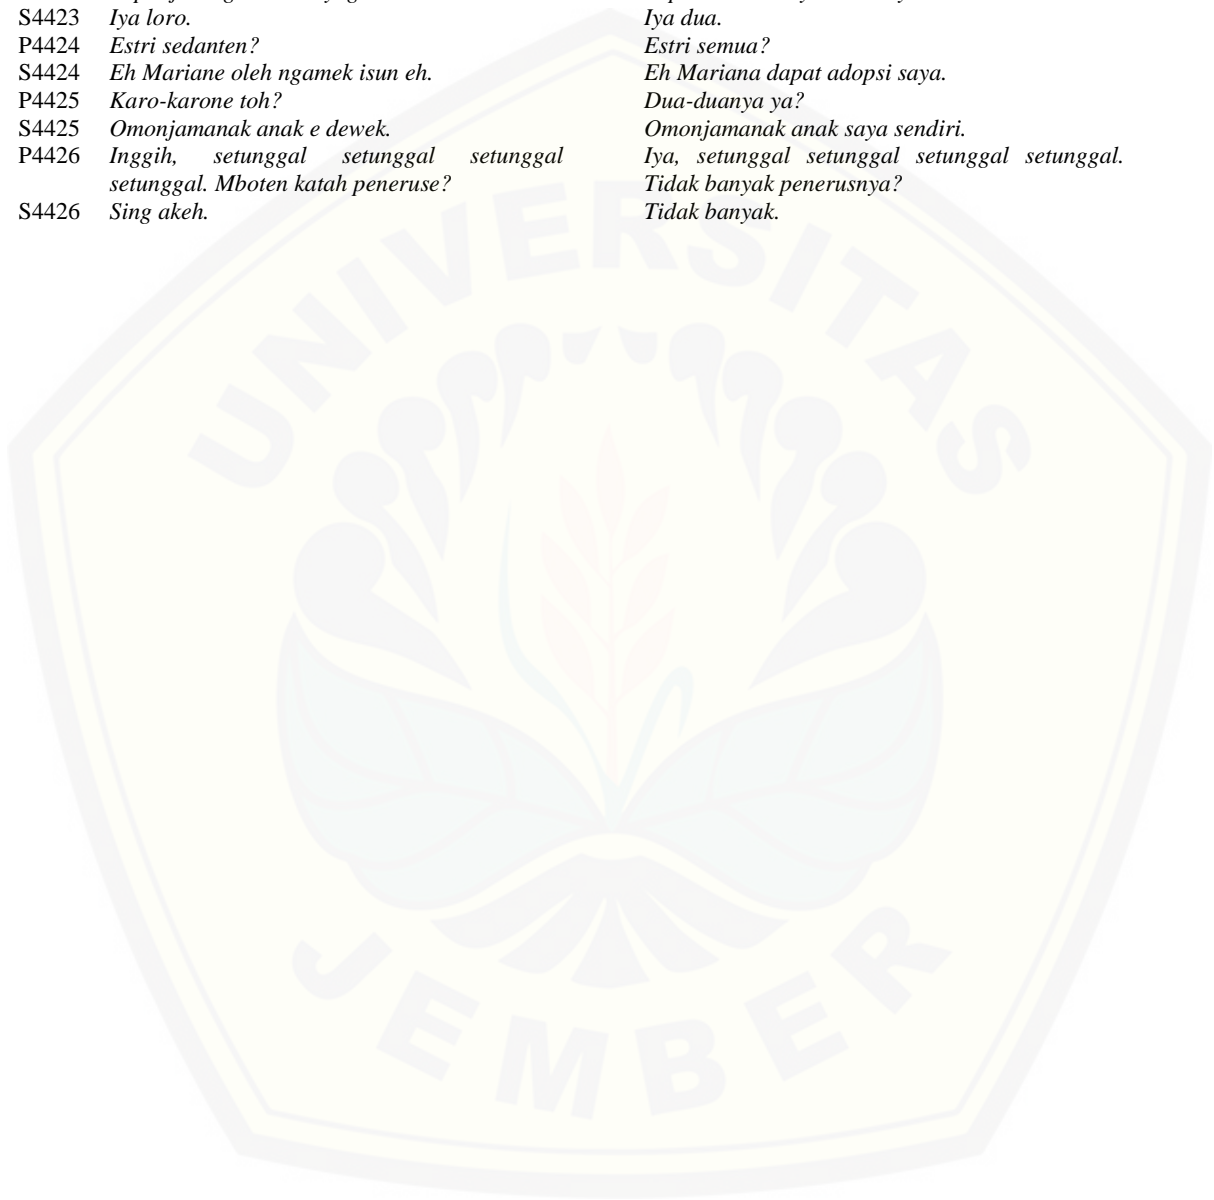 S4423 Iya loro. Iya dua.
P4424 Estri sedanten? Estri semua?
S4424 Eh Mariane oleh ngamek isun eh. Eh Mariana dapat adopsi saya.
P4425 Karo-karone toh? Dua-duanya ya?
S4425 Omonjamanak anak e dewek. Omonjamanak anak saya sendiri.
P4426 Inggih, setunggal setunggal setunggal Iya, setunggal setunggal setunggal setunggal.
setunggal. Mboten katah peneruse? Tidak banyak penerusnya?
S4426 Sing akeh. Tidak banyak.
UNIVERSITAS
JEMBER